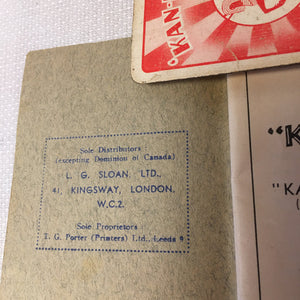 "KAN-
Sole Distributors
(excepting Dominion of Canada)
L. G. SLOAN, LTD.,
41, KINGSWAY, LONDON,
W.C.2.
Sole Proprietors
T. G. Porter (Printers) Ltd., Leeds 9
"K
"KA
(